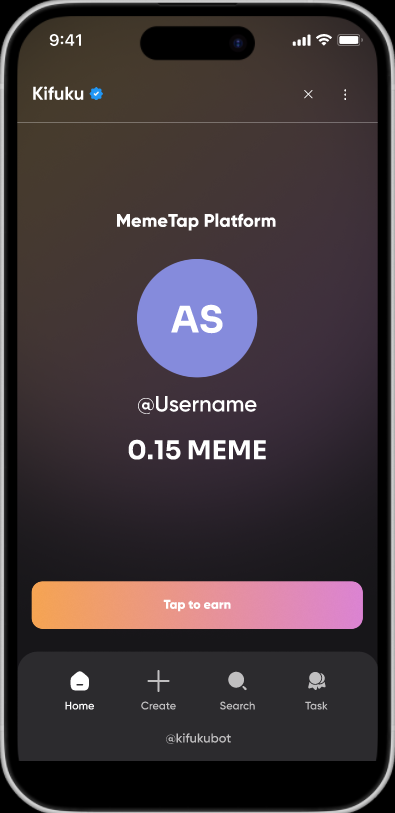 9:41
Kifuku
MemeTap Platform
AS
@Username
0.15 MEME
Tap to earn
Home Create Search Task
@kifukubot